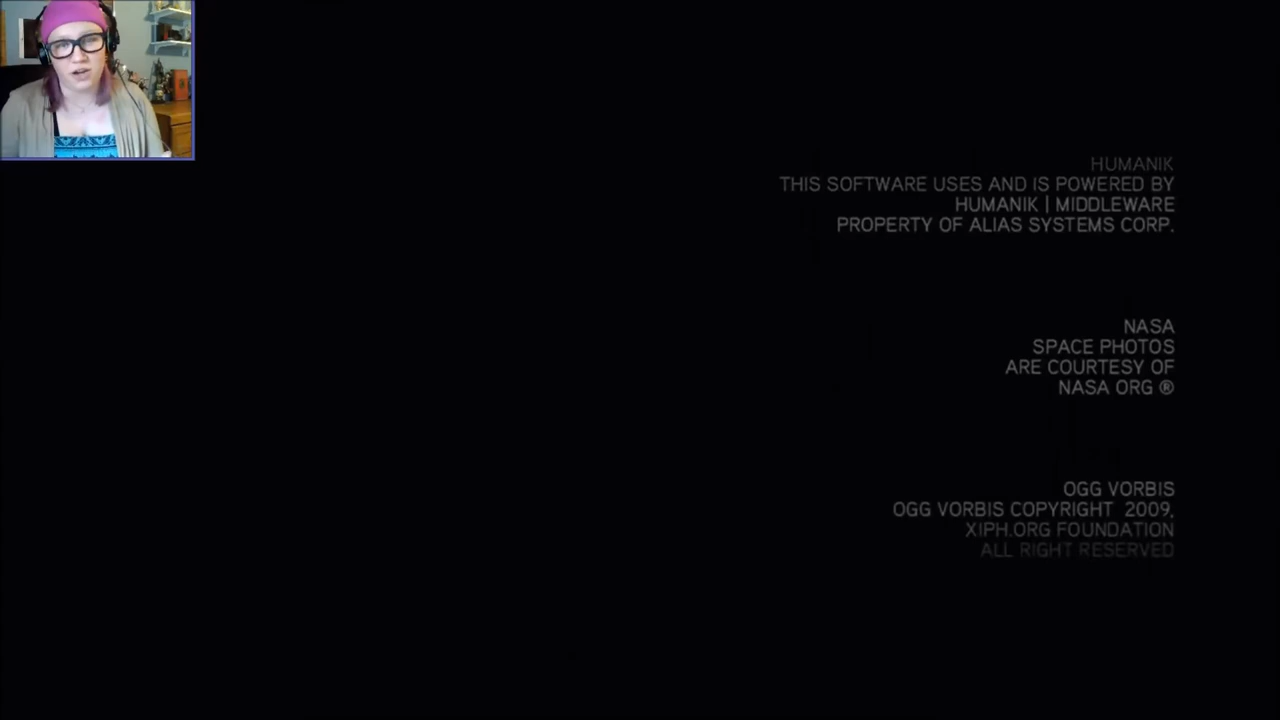 HUMANIK
THIS SOFTWARE USES AND IS POWERED BY
HUMANIK | MIDDLEWARE
PROPERTY OF ALIAS SYSTEMS CORP.
NASA
SPACE PHOTOS
ARE COURTESY OF
NASA ORG ®
OGG VORBIS
OGG VORBIS COPYRIGHT 2009,
XIPH.ORG FOUNDATION
ALL RIGHT RESERVED